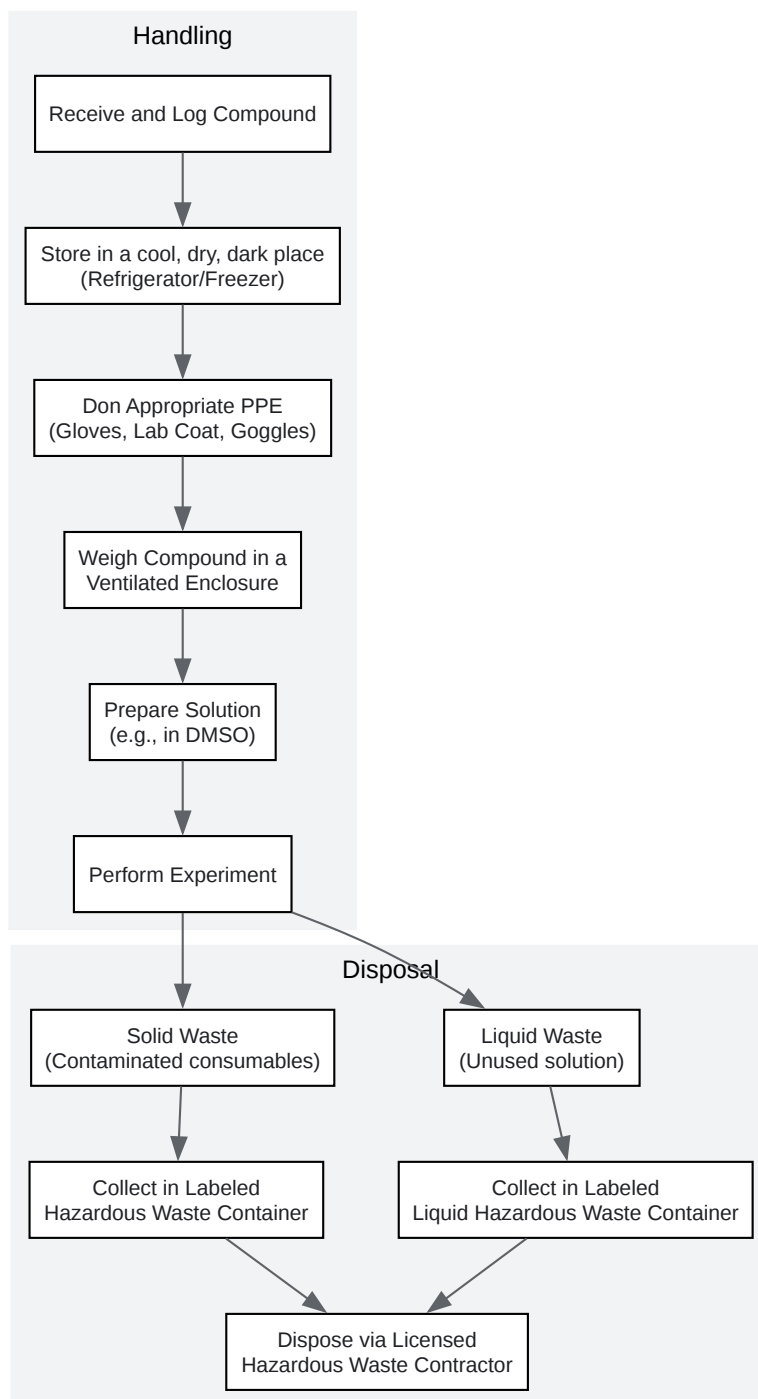 Handling
Receive and Log Compound
Store in a cool, dry, dark place
(Refrigerator/Freezer)
Don Appropriate PPE
(Gloves, Lab Coat, Goggles)
Weigh Compound in a
Ventilated Enclosure
Prepare Solution
(e.g., in DMSO)
Perform Experiment
Disposal
Solid Waste
(Contaminated consumables)
Liquid Waste
(Unused solution)
Collect in Labeled
Hazardous Waste Container
Collect in Labeled
Liquid Hazardous Waste Container
Dispose via Licensed
Hazardous Waste Contractor